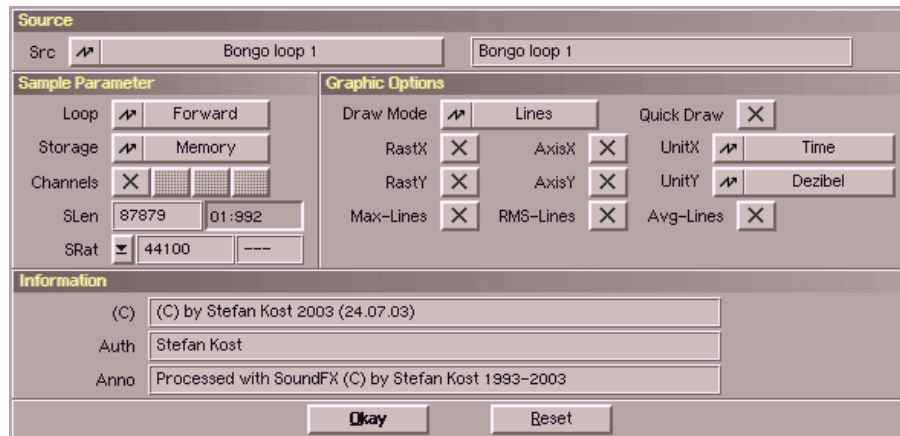 Source
Src Bongo loop 1 Bongo loop 1
Sample Parameter
Loop Forward
Storage Memory
Channels
SLen 87879 01:992
SRat 44100 ---
Graphic Options
Draw Mode Lines Quick Draw
RastX AxisX UnitX Time
RastY AxisY UnitY Dezibel
Max-Lines RMS-Lines Avg-Lines
Information
(C) (C) by Stefan Kost 2003 (24.07.03)
Auth Stefan Kost
Anno Processed with SoundFX (C) by Stefan Kost 1993-2003
Okay Reset